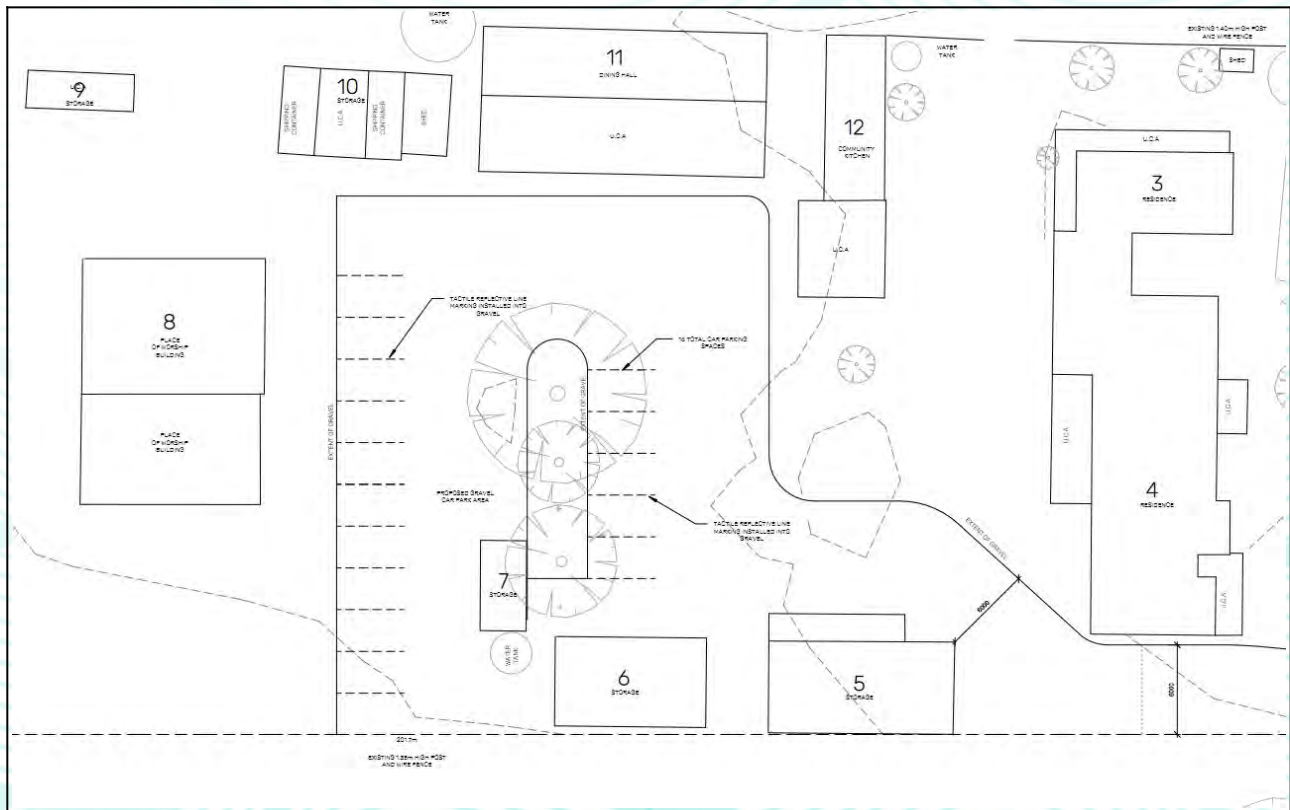 WATER
TANK
EXISTING 1.40m HIGH POST
AND WIRE FENCE
11
DINING HALL
U.C.A
WATER
TANK
SHED
9
STORAGE
10
STORAGE
SHIPPING
CONTAINER
U.C.A
SHIPPING
CONTAINER
SHED
12
COMMUNITY
KITCHEN
U.C.A
U.C.A
3
RESIDENCE
8
PLACE
OF WORSHIP
BUILDING
PLACE
OF WORSHIP
BUILDING
TACTILE REFLECTIVE LINE
MARKING INSTALLED INTO
GRAVEL
16 TOTAL CAR PARKING
SPACES
EXTENT OF GRAVEL
EXTENT OF GRAVEL
U.C.A
U.C.A
PROPOSED GRAVEL
CAR PARK AREA
TACTILE REFLECTIVE LINE
MARKING INSTALLED INTO
GRAVEL
EXTENT OF GRAVEL
4
RESIDENCE
7
STORAGE
U.C.A
6000
WATER
TANK
6
STORAGE
5
STORAGE
6000
EXISTING 1.35m HIGH POST
AND WIRE FENCE